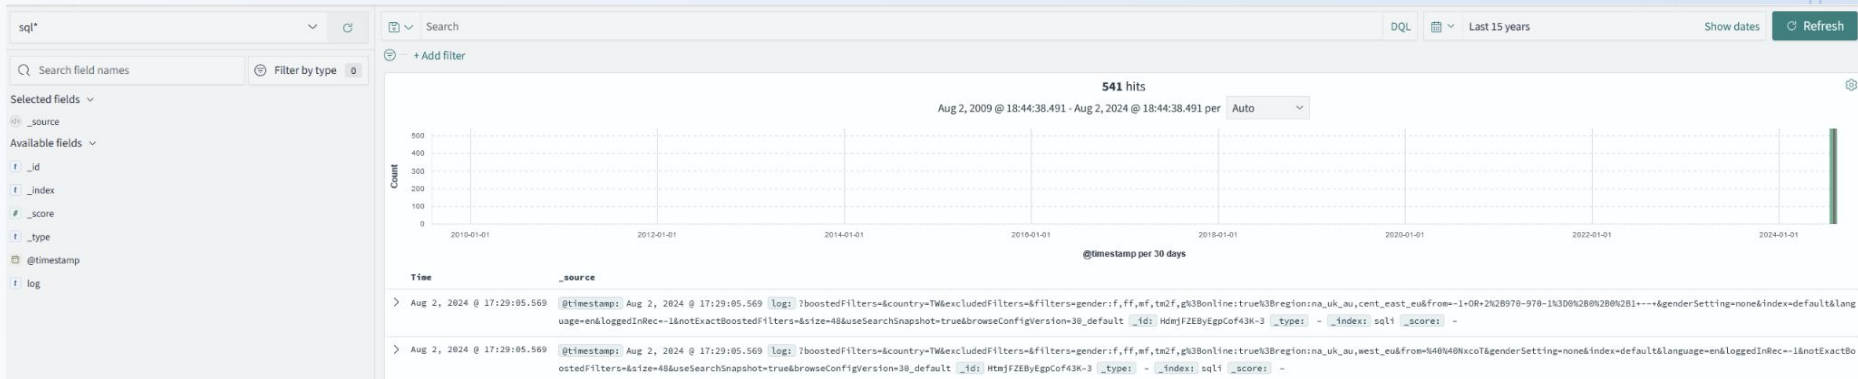 sql*
Search
DQL
Last 15 years
Show dates
Refresh
+ Add filter
Search field names
Filter by type 0
Selected fields
_source
Available fields
t _id
t _index
# _score
t _type
@timestamp
t log
541 hits
Aug 2, 2009 @ 18:44:38.491 - Aug 2, 2024 @ 18:44:38.491 per Auto
Count
500
400
300
200
100
0
2010-01-01 2012-01-01 2014-01-01 2016-01-01 2018-01-01 2020-01-01 2022-01-01 2024-01-01
@timestamp per 30 days
Time _source
Aug 2, 2024 @ 17:29:05.569 @timestamp: Aug 2, 2024 @ 17:29:05.569 log: ?boostedFilters=&country=TW&excludedFilters=&filters=gender:f,ff,mf,tm2f,g%3Bonline:true%3Bregion:na_uk_au,cent_east_eu&from=-1+OR+2%2B970-970-1%3D0%2B0%2B0%2B1+--+&genderSetting=none&index=default&lang
uage=en&loggedInRec=-1&notExactBoostedFilters=&size=48&useSearchSnapshot=true&browseConfigVersion=30_default _id: HdmjFZEByEgpCof43K-3 _type: - _index: sqli _score: -
Aug 2, 2024 @ 17:29:05.569 @timestamp: Aug 2, 2024 @ 17:29:05.569 log: ?boostedFilters=&country=TW&excludedFilters=&filters=gender:f,ff,mf,tm2f,g%3Bonline:true%3Bregion:na_uk_au,west_eu&from=%40%40NxcoT&genderSetting=none&index=default&language=en&loggedInRec=-1&notExactBo
ostedFilters=&size=48&useSearchSnapshot=true&browseConfigVersion=30_default _id: HtmjFZEByEgpCof43K-3 _type: - _index: sqli _score: -